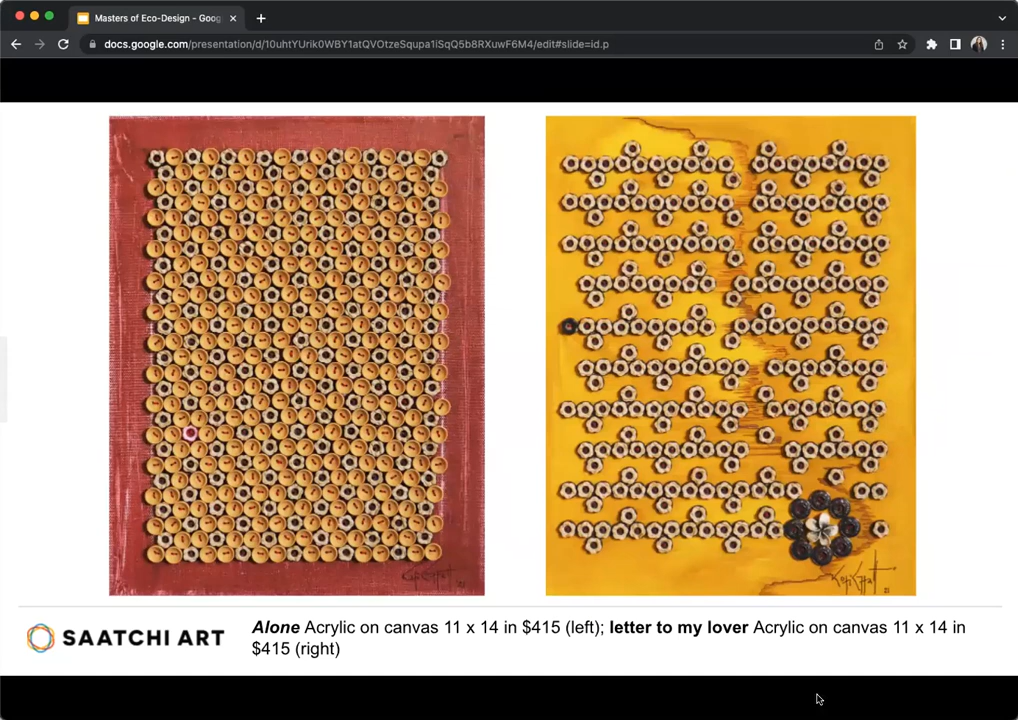 Masters of Eco-Design - Goog
docs.google.com/presentation/d/10uhtYUrik0WBY1atQVOtzeSqupa1iSqQ5b8RXuwF6M4/edit#slide=id.p
SAATCHI ART
Alone Acrylic on canvas 11 x 14 in $415 (left); letter to my lover Acrylic on canvas 11 x 14 in
$415 (right)